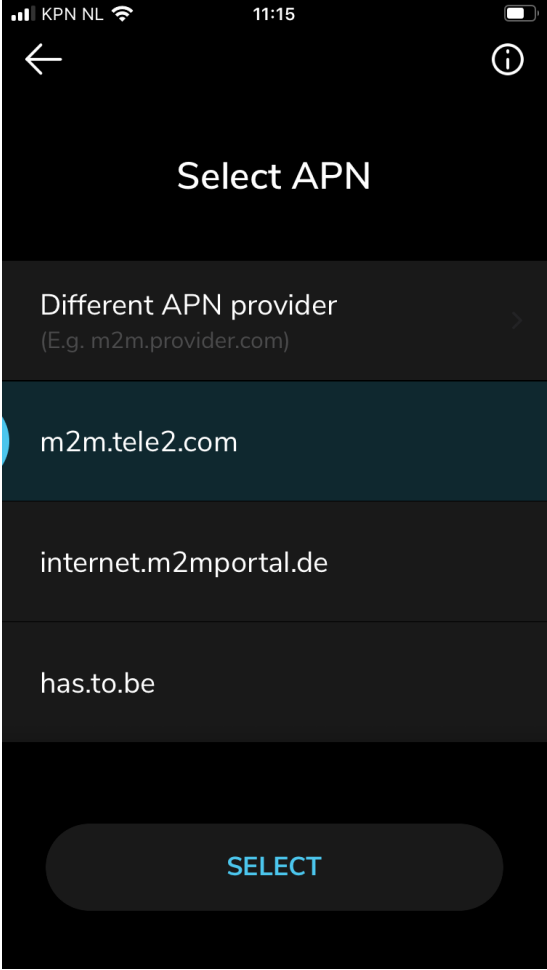 KPN NL 11:15
Select APN
Different APN provider
(E.g. m2m.provider.com)
m2m.tele2.com
internet.m2mportal.de
has.to.be
SELECT